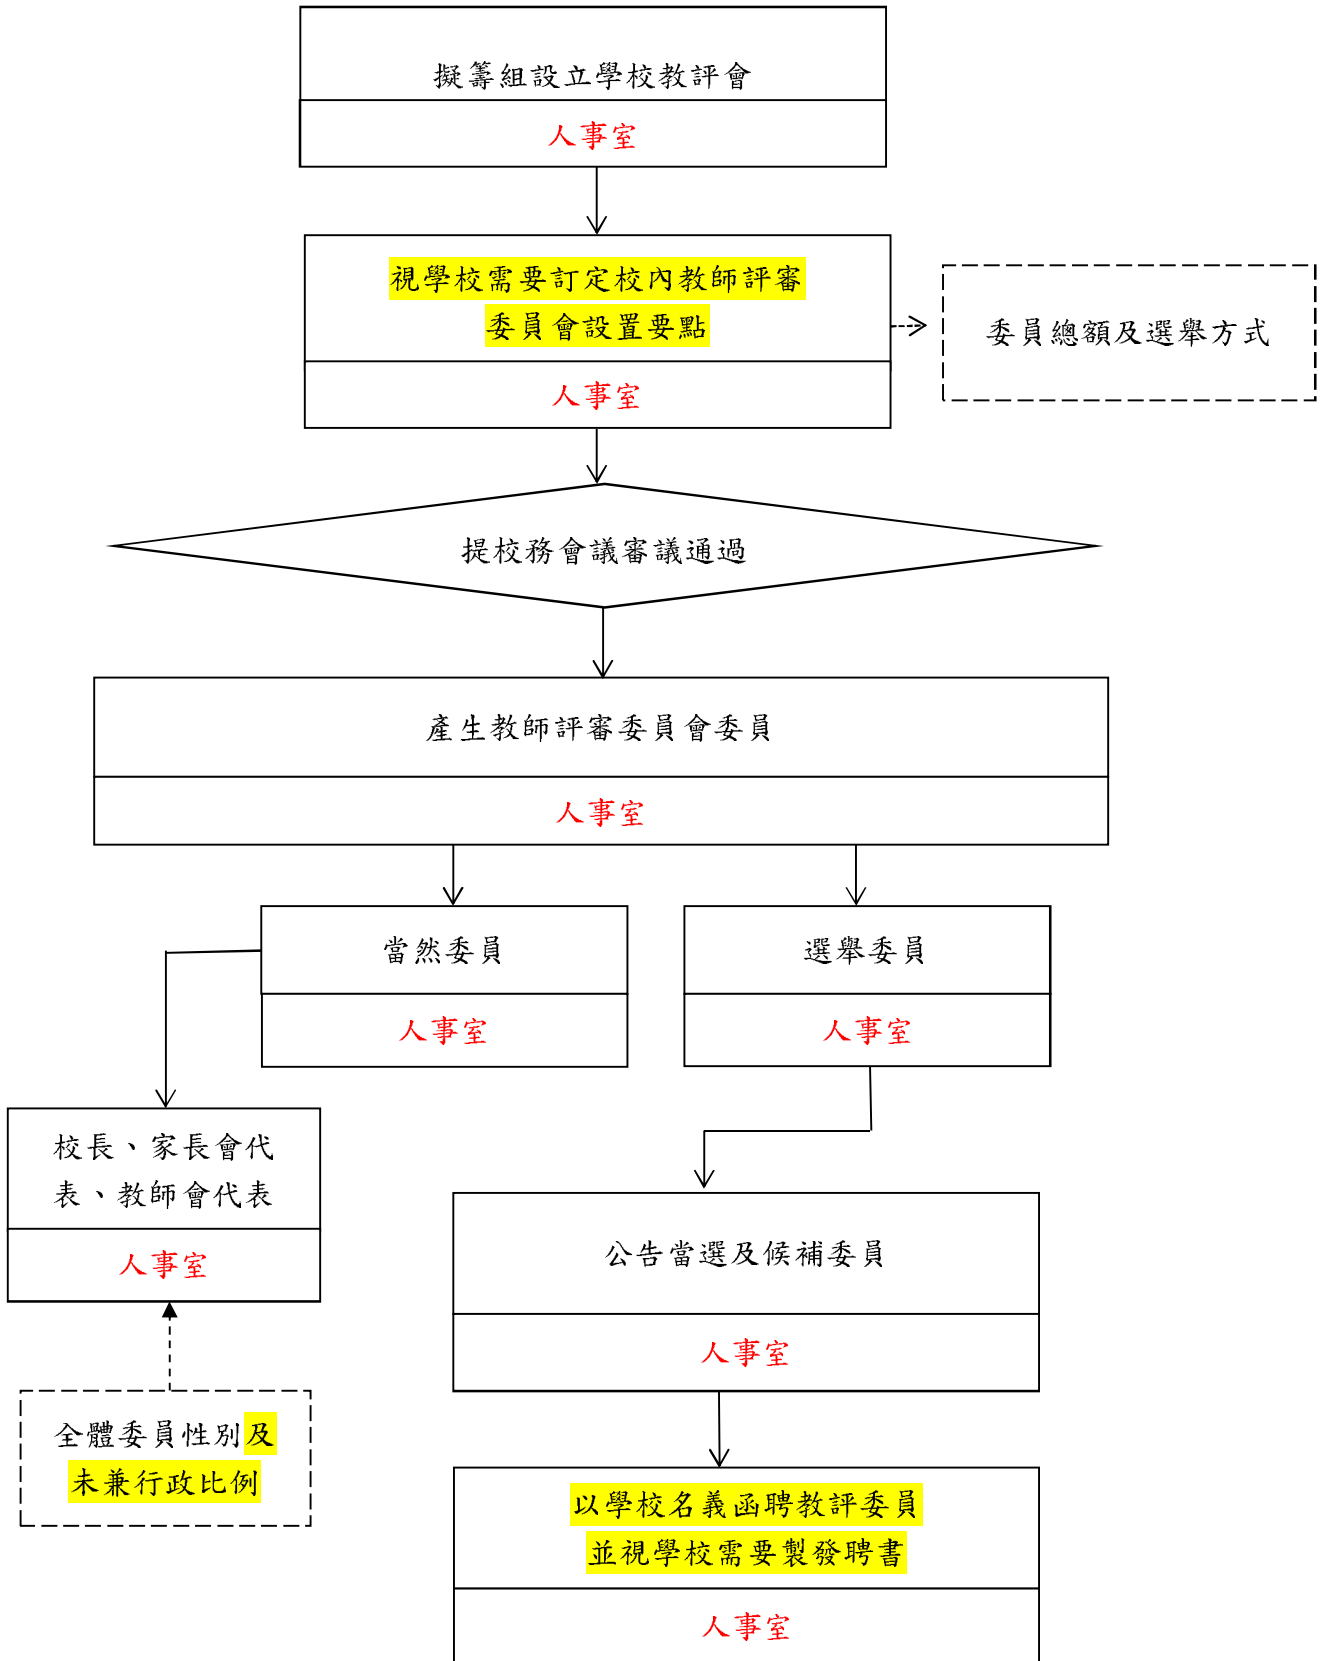 擬籌組設立學校教評會
人事室
視學校需要訂定校內教師評審
委員會設置要點
人事室
委員總額及選舉方式
提校務會議審議通過
產生教師評審委員會委員
人事室
當然委員
人事室
選舉委員
人事室
校長、家長會代
表、教師會代表
人事室
全體委員性別及
未兼行政比例
公告當選及候補委員
人事室
以學校名義函聘教評委員
並視學校需要製發聘書
人事室